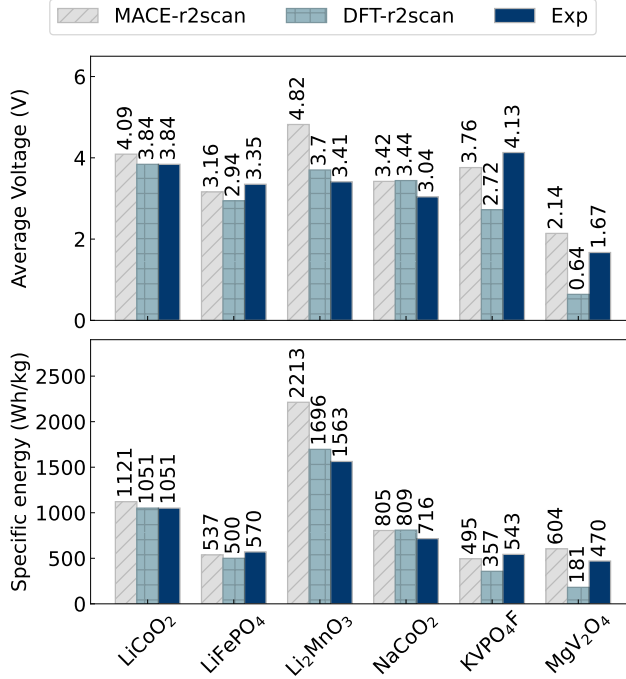 MACE-r2scan DFT-r2scan Exp
Average Voltage (V)
6
4
2
0
4.09 3.84 3.84
3.16 2.94 3.35
4.82 3.7 3.41
3.42 3.44 3.04
3.76 2.72 4.13
2.14 0.64 1.67
Specific energy (Wh/kg)
2500
2000
1500
1000
500
0
1121 1051 1051
537 500 570
2213 1696 1563
805 809 716
495 357 543
604 181 470
LiCoO₂
LiFePO₄
Li₂MnO₃
NaCoO₂
KVPO₄F
MgV₂O₄